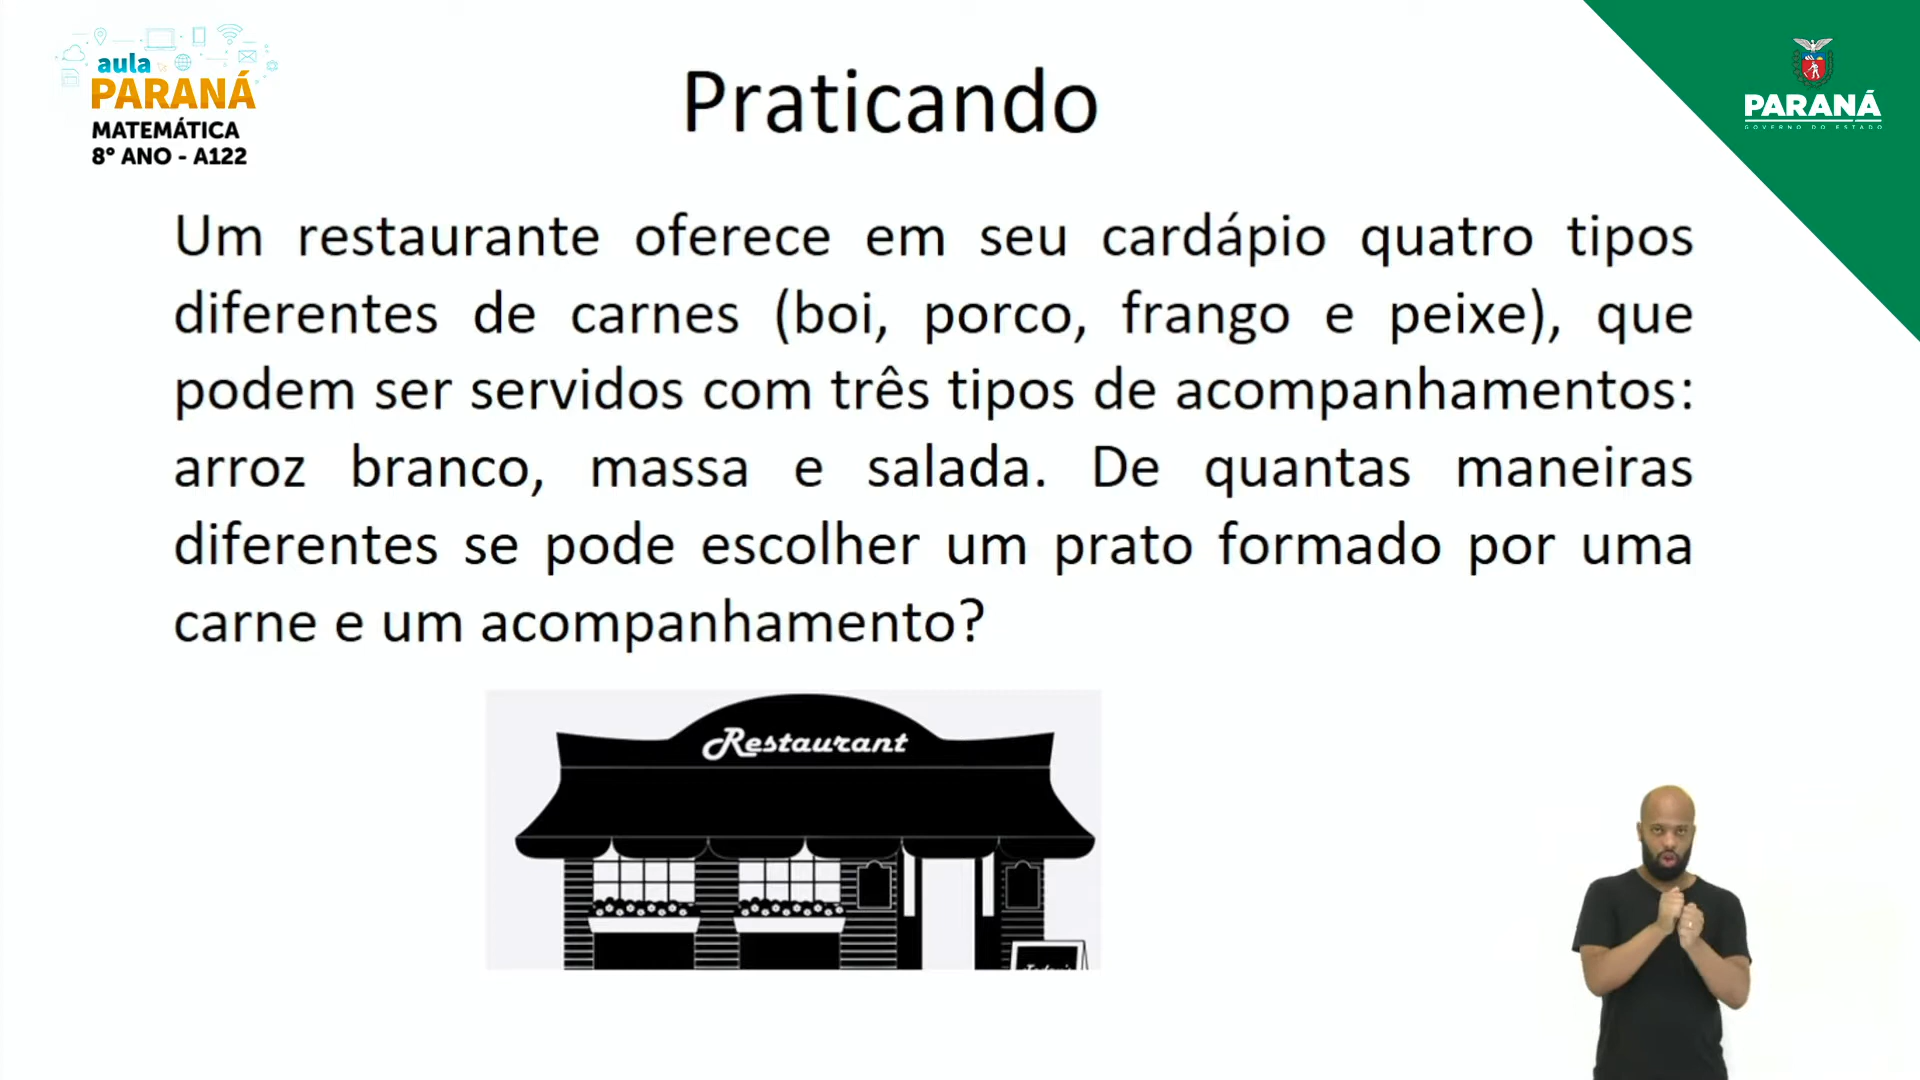 aula
PARANÁ
MATEMÁTICA
8° ANO - A122
Praticando
PARANÁ
GOVERNO DO ESTADO
Um restaurante oferece em seu cardápio quatro tipos
diferentes de carnes (boi, porco, frango e peixe), que
podem ser servidos com três tipos de acompanhamentos:
arroz branco, massa e salada. De quantas maneiras
diferentes se pode escolher um prato formado por uma
carne e um acompanhamento?
Restaurant